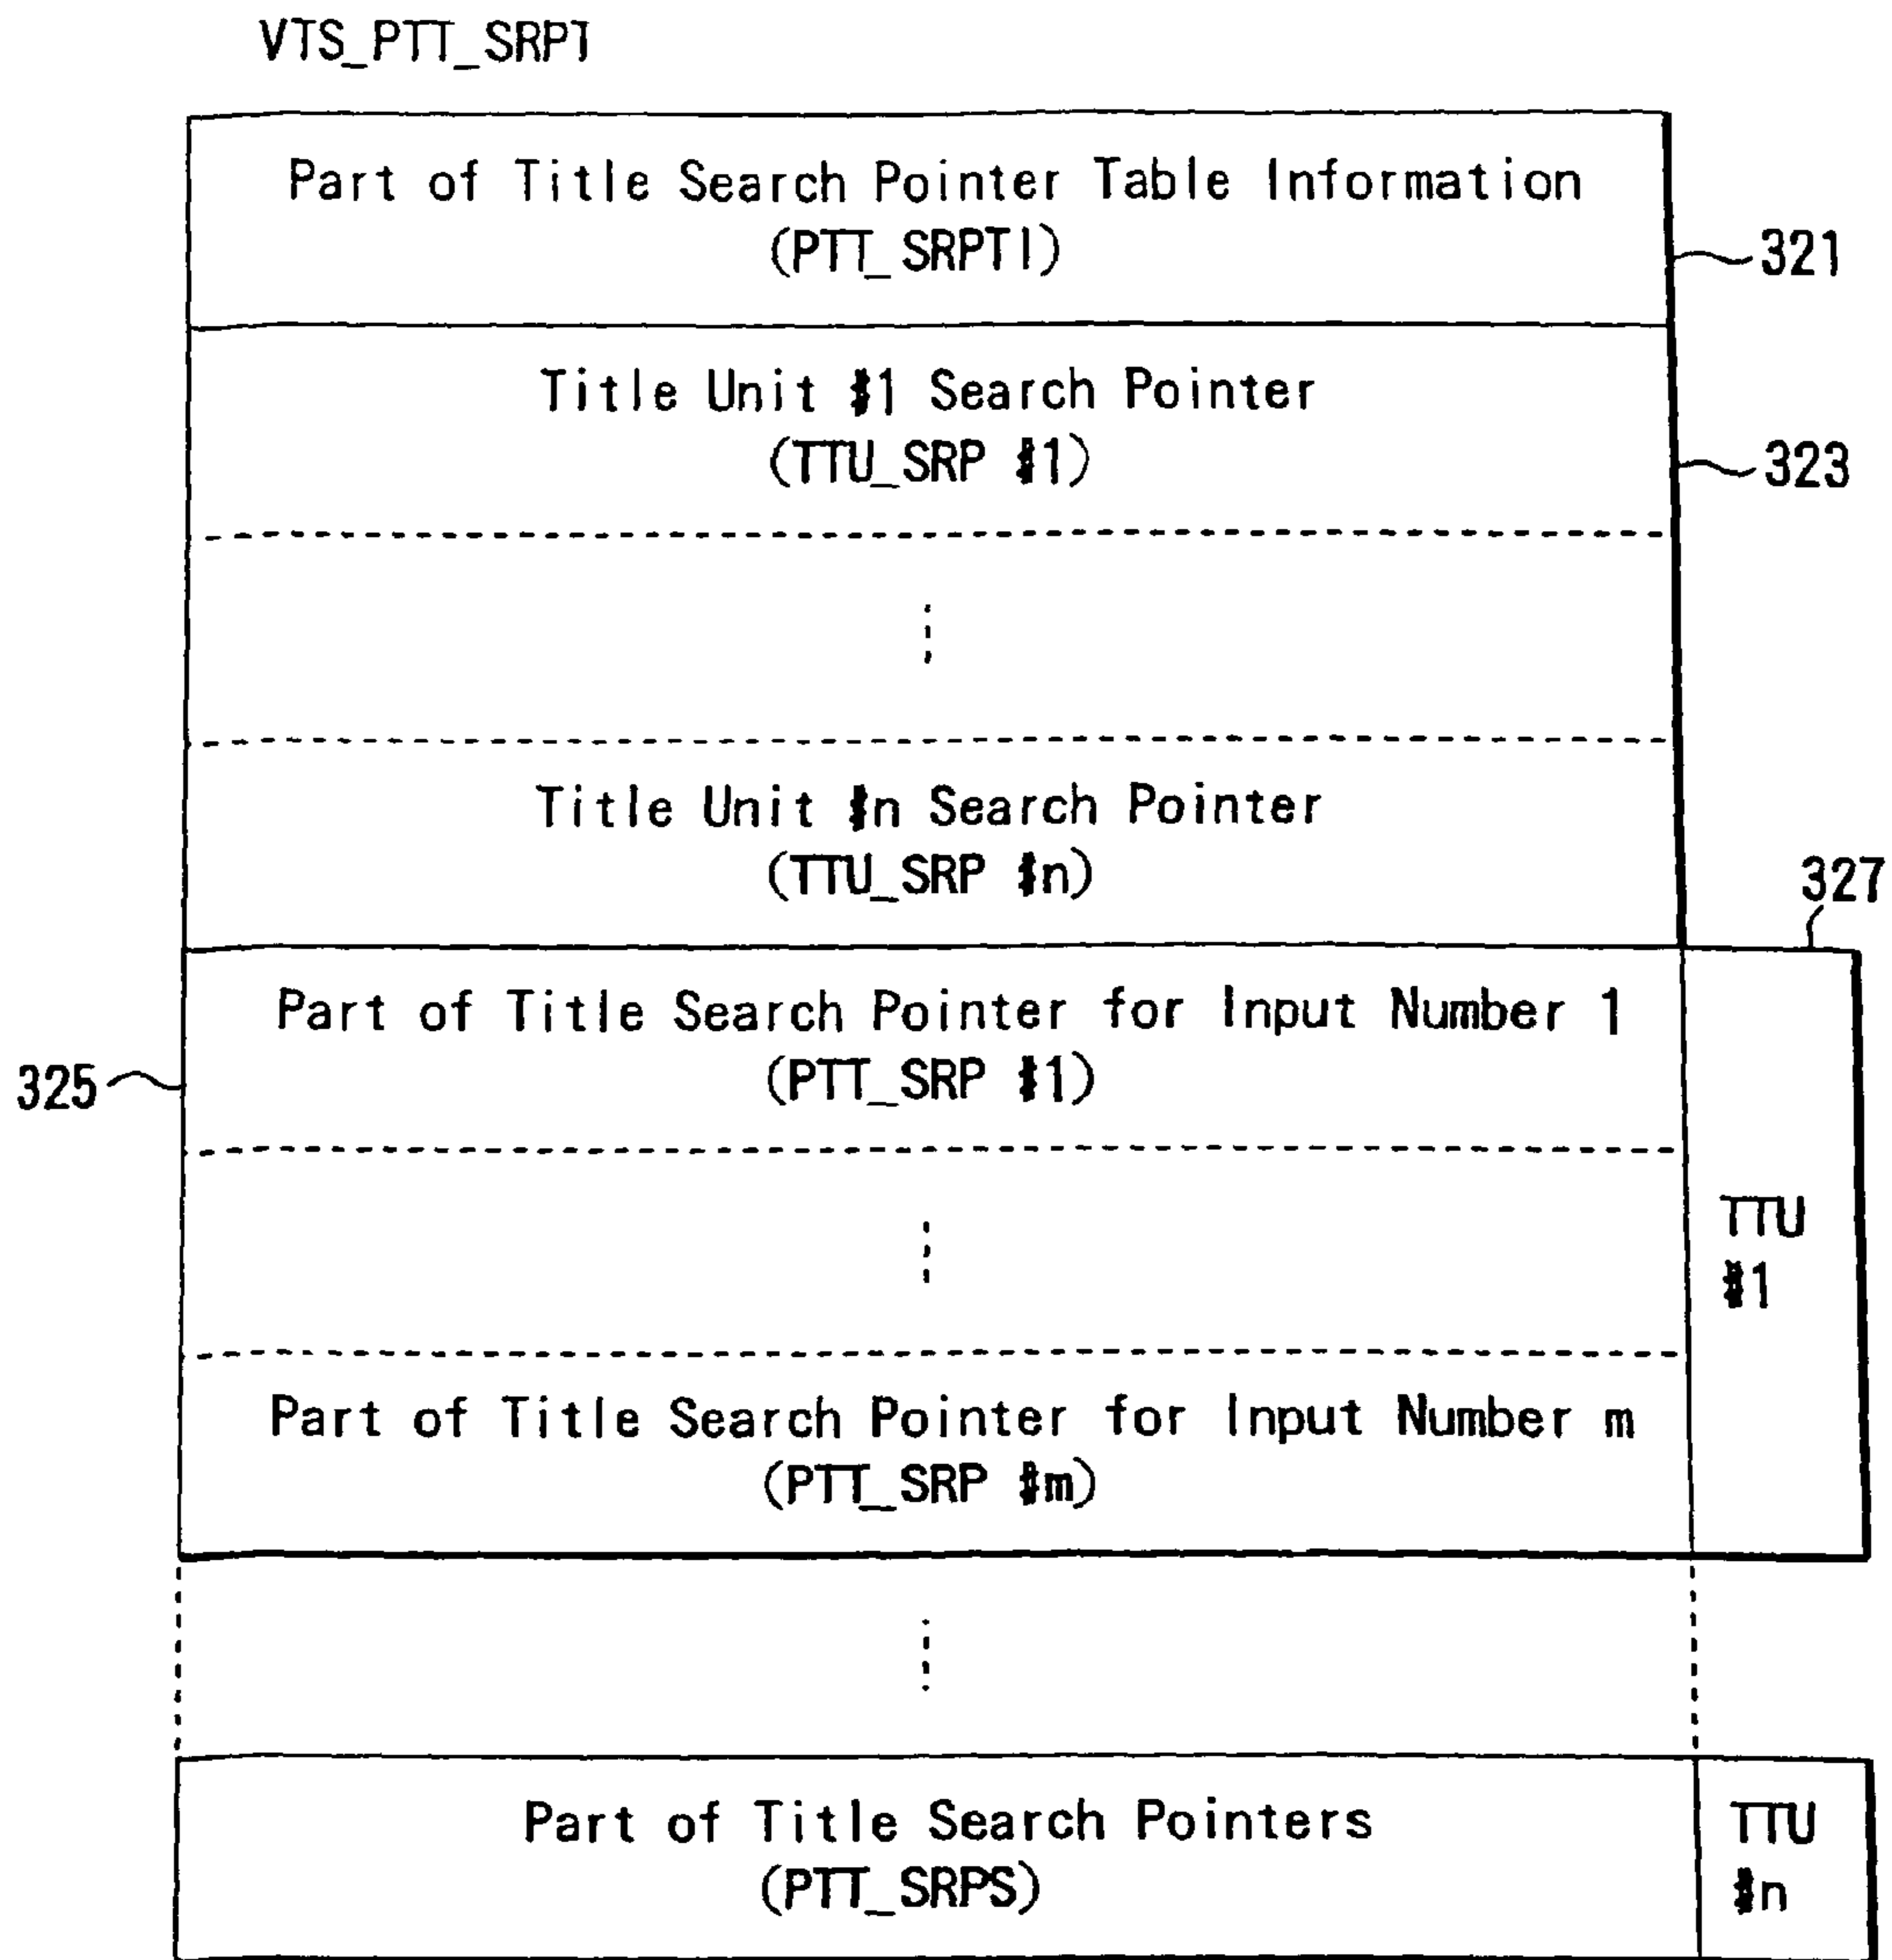 VTS_PTT_SRPT
Part of Title Search Pointer Table Information
(PTT_SRPTI)
321
Title Unit #1 Search Pointer
(TTU_SRP #1)
323
Title Unit #n Search Pointer
(TTU_SRP #n)
327
Part of Title Search Pointer for Input Number 1
(PTT_SRP #1)
325
TTU
#1
Part of Title Search Pointer for Input Number m
(PTT_SRP #m)
Part of Title Search Pointers
(PTT_SRPS)
TTU
#n